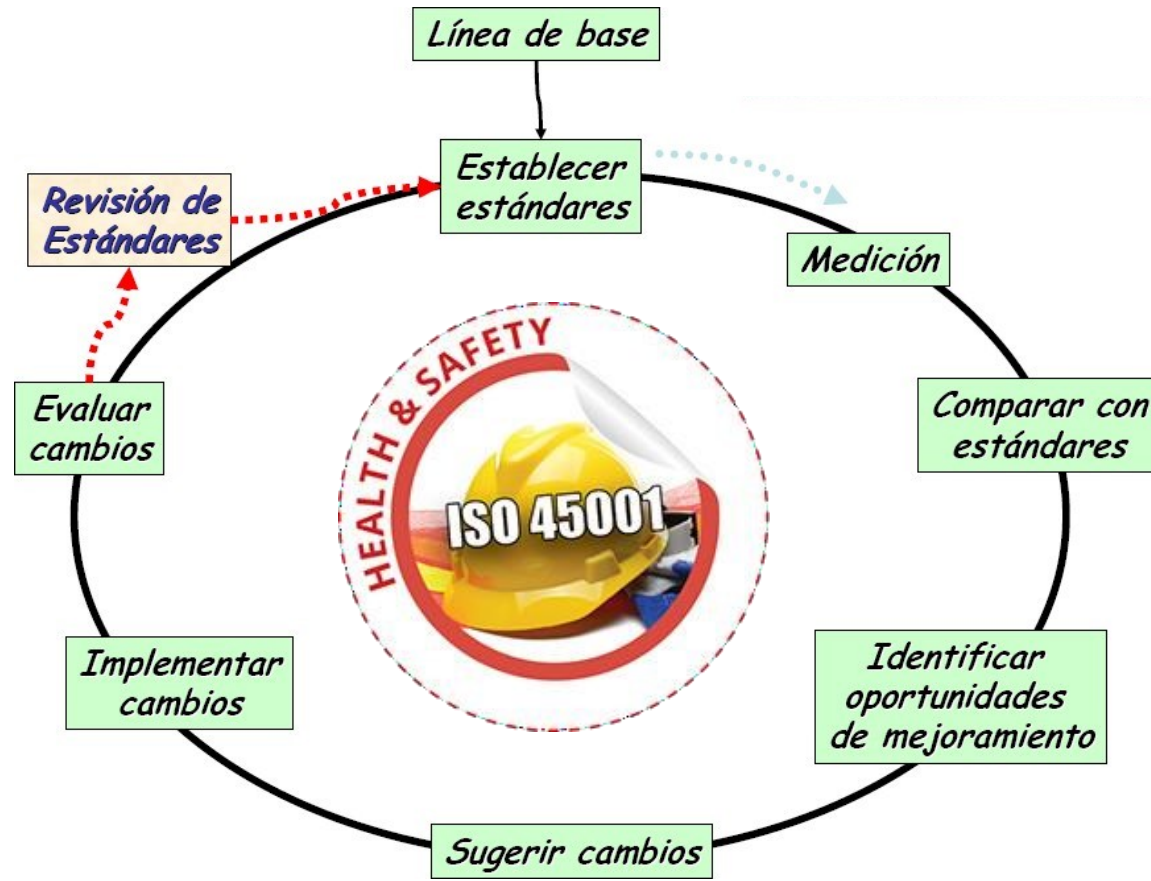 Línea de base
Establecer
estándares
Medición
Comparar con
estándares
Identificar
oportunidades
de mejoramiento
Sugerir cambios
Implementar
cambios
Evaluar
cambios
Revisión de
Estándares
HEALTH & SAFETY
ISO 45001